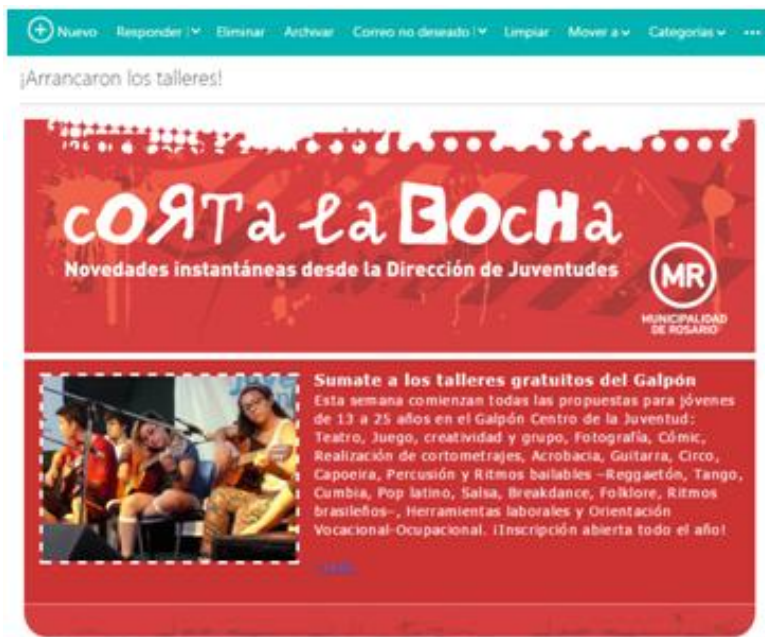 Nuevo Responder Eliminar Archivar Correo no deseado Limpiar Mover a Categorías ...
¡Arrancaron los talleres!
cORTa la BOcHa
Novedades instantáneas desde la Dirección de Juventudes
MR
MUNICIPALIDAD
DE ROSARIO
Sumate a los talleres gratuitos del Galpón
Esta semana comienzan todas las propuestas para jóvenes
de 13 a 25 años en el Galpón Centro de la Juventud:
Teatro, Juego, creatividad y grupo, Fotografía, Cómic,
Realización de cortometrajes, Acrobacia, Guitarra, Circo,
Capoeira, Percusión y Ritmos bailables –Reggaetón, Tango,
Cumbia, Pop latino, Salsa, Breakdance, Folklore, Ritmos
brasileños–, Herramientas laborales y Orientación
Vocacional-Ocupacional. ¡Inscripción abierta todo el año!